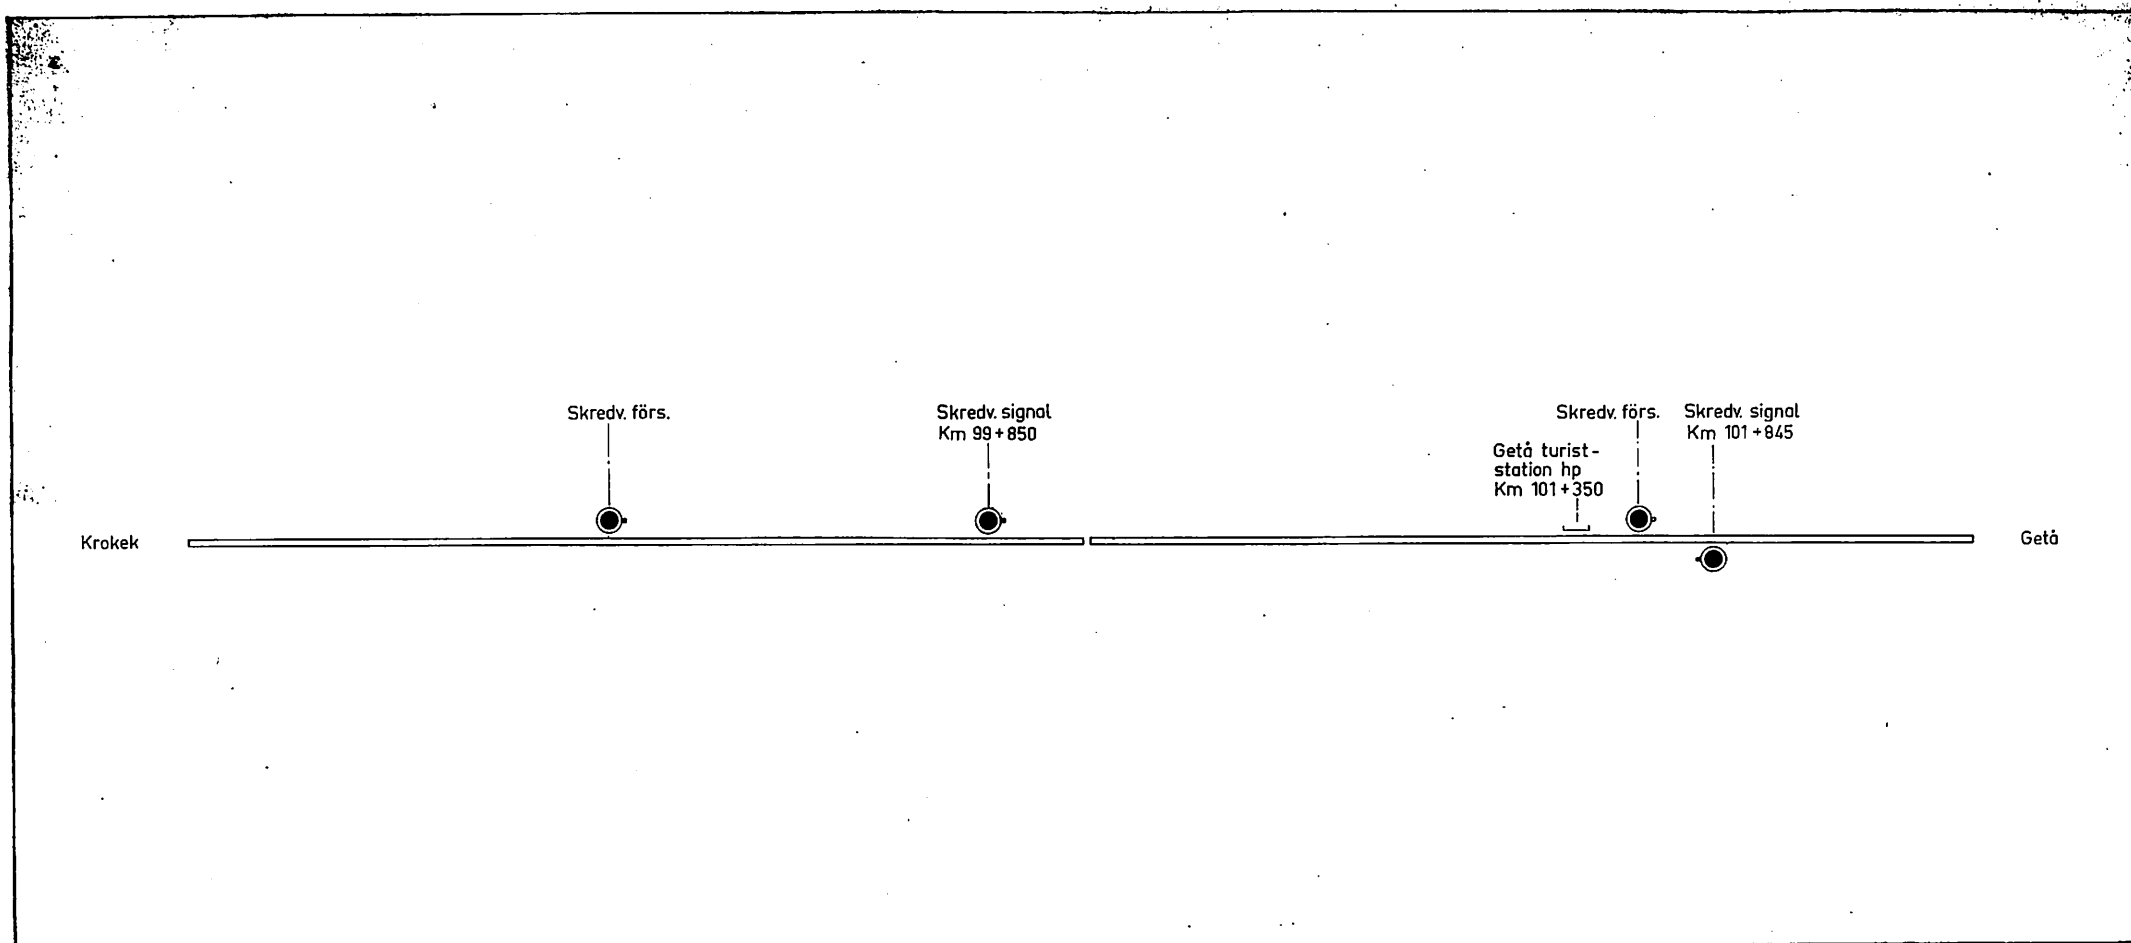 Skredv. förs.
Skredv. signal
Km 99+850
Skredv. förs.
Skredv. signal
Km 101+845
Getå turist-
station hp
Km 101+350
Krokek
Getå